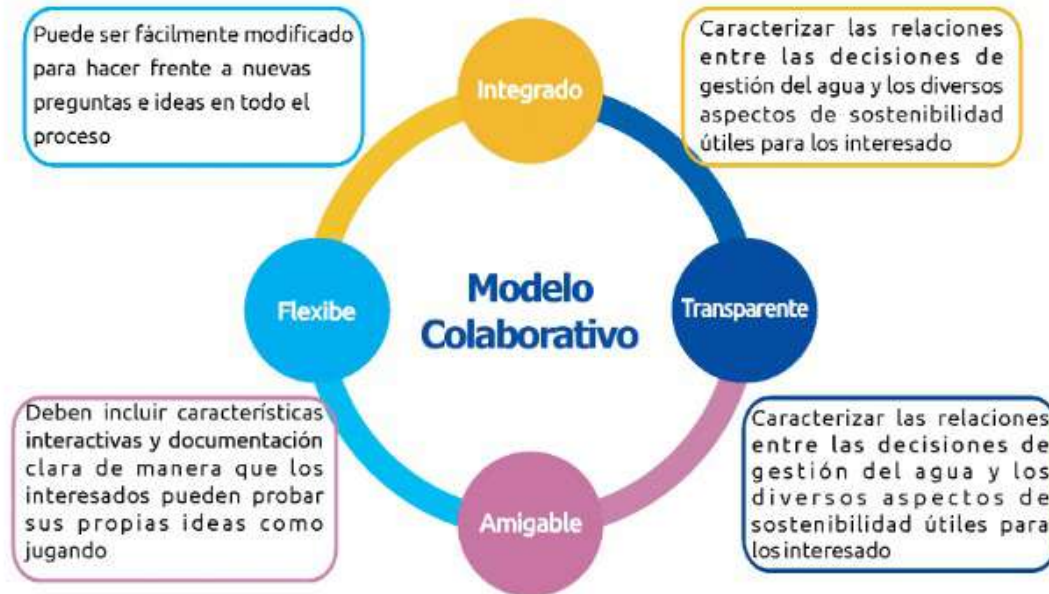 Puede ser fácilmente modificado
para hacer frente a nuevas
preguntas e ideas en todo el
proceso
Integrado
Caracterizar las relaciones
entre las decisiones de
gestión del agua y los diversos
aspectos de sostenibilidad
útiles para los interesado
Flexibe
Modelo
Colaborativo
Transparente
Deben incluir características
interactivas y documentación
clara de manera que los
interesados pueden probar
sus propias ideas como
jugando
Amigable
Caracterizar las relaciones
entre las decisiones de
gestión del agua y los
diversos aspectos de
sostenibilidad útiles para
los interesado